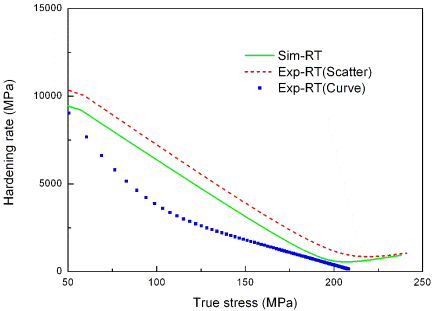 15000
Sim-RT
Exp-RT(Scatter)
Exp-RT(Curve)
10000
Hardening rate (MPa)
5000
0
50
100
150
200
250
True stress (MPa)